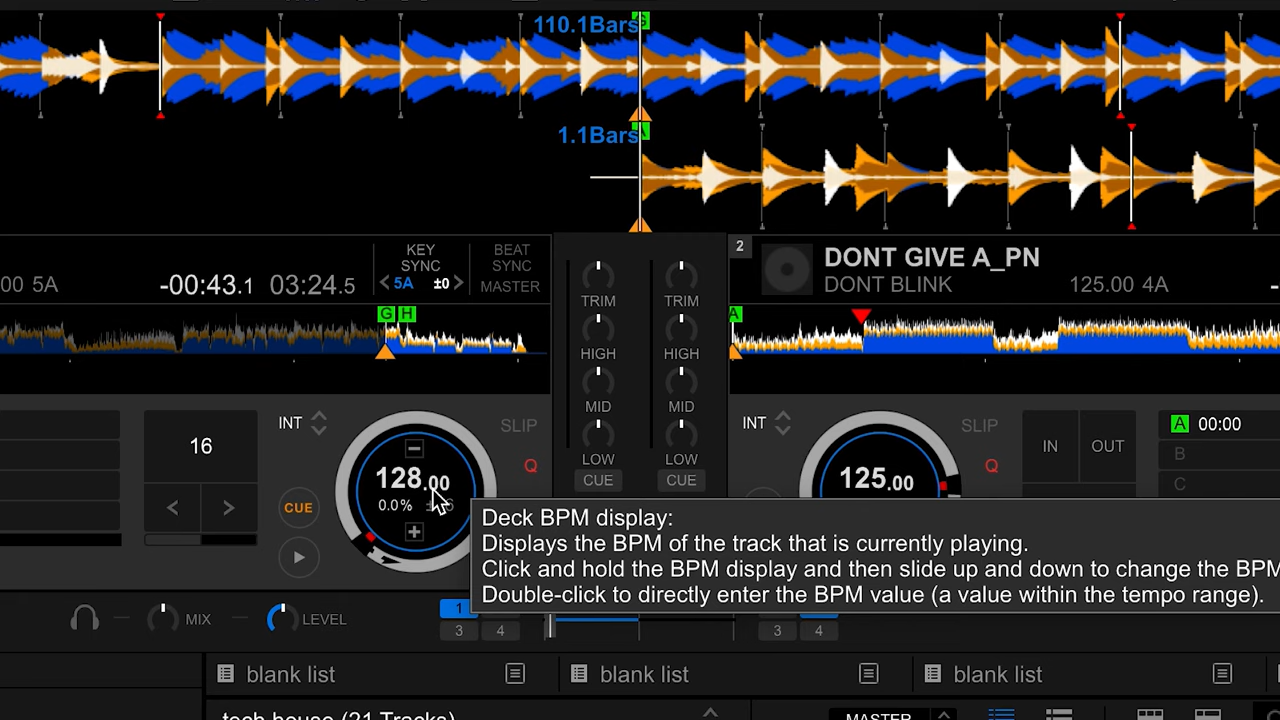 110.1Bars
G
1.1Bars
A
00 5A
-00:43.1 03:24.5
KEY
SYNC
< 5A ±0 >
BEAT
SYNC
MASTER
2
DONT GIVE A_PN
DONT BLINK
125.00 4A
G H
A
TRIM TRIM
HIGH HIGH
MID MID
LOW LOW
CUE CUE
16
INT
SLIP
Q
128.00
0.0%
CUE
INT
SLIP
Q
125.00
IN OUT
A 00:00
B
C
Deck BPM display:
Displays the BPM of the track that is currently playing.
Click and hold the BPM display and then slide up and down to change the BPM
Double-click to directly enter the BPM value (a value within the tempo range).
MIX
LEVEL
1
3 4
3 4
blank list
blank list
blank list
tech house (21 Tracks)
MASTER